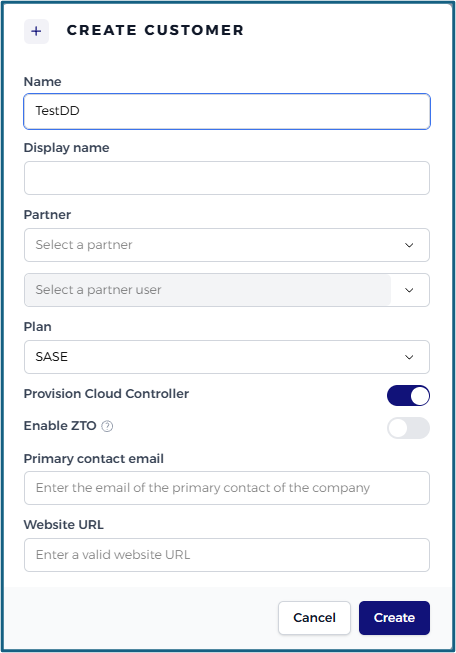 + CREATE CUSTOMER
Name
TestDD
Display name
Partner
Select a partner
Select a partner user
Plan
SASE
Provision Cloud Controller
Enable ZTO ?
Primary contact email
Enter the email of the primary contact of the company
Website URL
Enter a valid website URL
Cancel Create